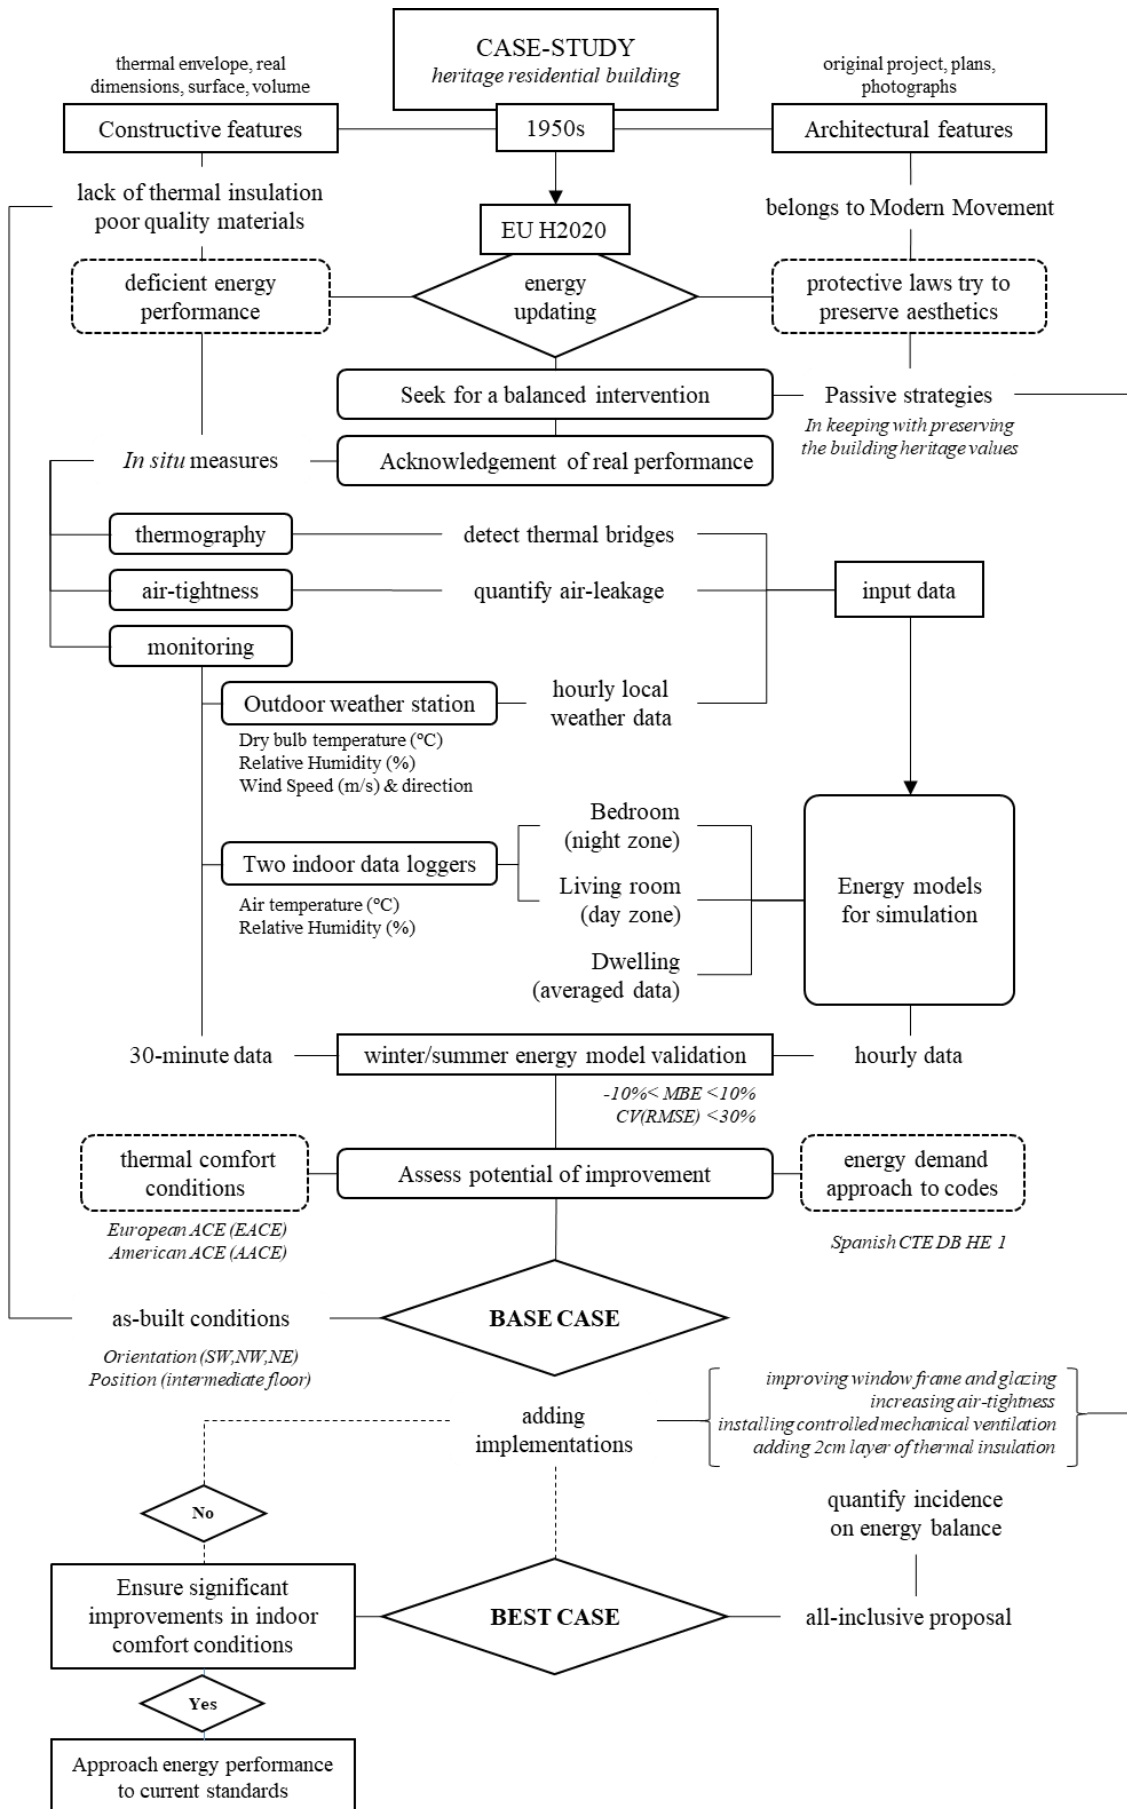 CASE-STUDY
heritage residential building
thermal envelope, real
dimensions, surface, volume
original project, plans,
photographs
Constructive features
1950s
Architectural features
lack of thermal insulation
poor quality materials
belongs to Modern Movement
EU H2020
deficient energy
performance
energy
updating
protective laws try to
preserve aesthetics
Seek for a balanced intervention
Passive strategies
In keeping with preserving
the building heritage values
In situ measures
Acknowledgement of real performance
thermography
detect thermal bridges
air-tightness
quantify air-leakage
input data
monitoring
Outdoor weather station
hourly local
weather data
Dry bulb temperature (ºC)
Relative Humidity (%)
Wind Speed (m/s) & direction
Bedroom
(night zone)
Two indoor data loggers
Living room
(day zone)
Energy models
for simulation
Air temperature (ºC)
Relative Humidity (%)
Dwelling
(averaged data)
30-minute data
winter/summer energy model validation
hourly data
-10%< MBE <10%
CV(RMSE) <30%
thermal comfort
conditions
Assess potential of improvement
energy demand
approach to codes
European ACE (EACE)
American ACE (AACE)
Spanish CTE DB HE 1
as-built conditions
BASE CASE
Orientation (SW,NW,NE)
Position (intermediate floor)
improving window frame and glazing
increasing air-tightness
installing controlled mechanical ventilation
adding 2cm layer of thermal insulation
adding
implementations
No
quantify incidence
on energy balance
Ensure significant
improvements in indoor
comfort conditions
BEST CASE
all-inclusive proposal
Yes
Approach energy performance
to current standards